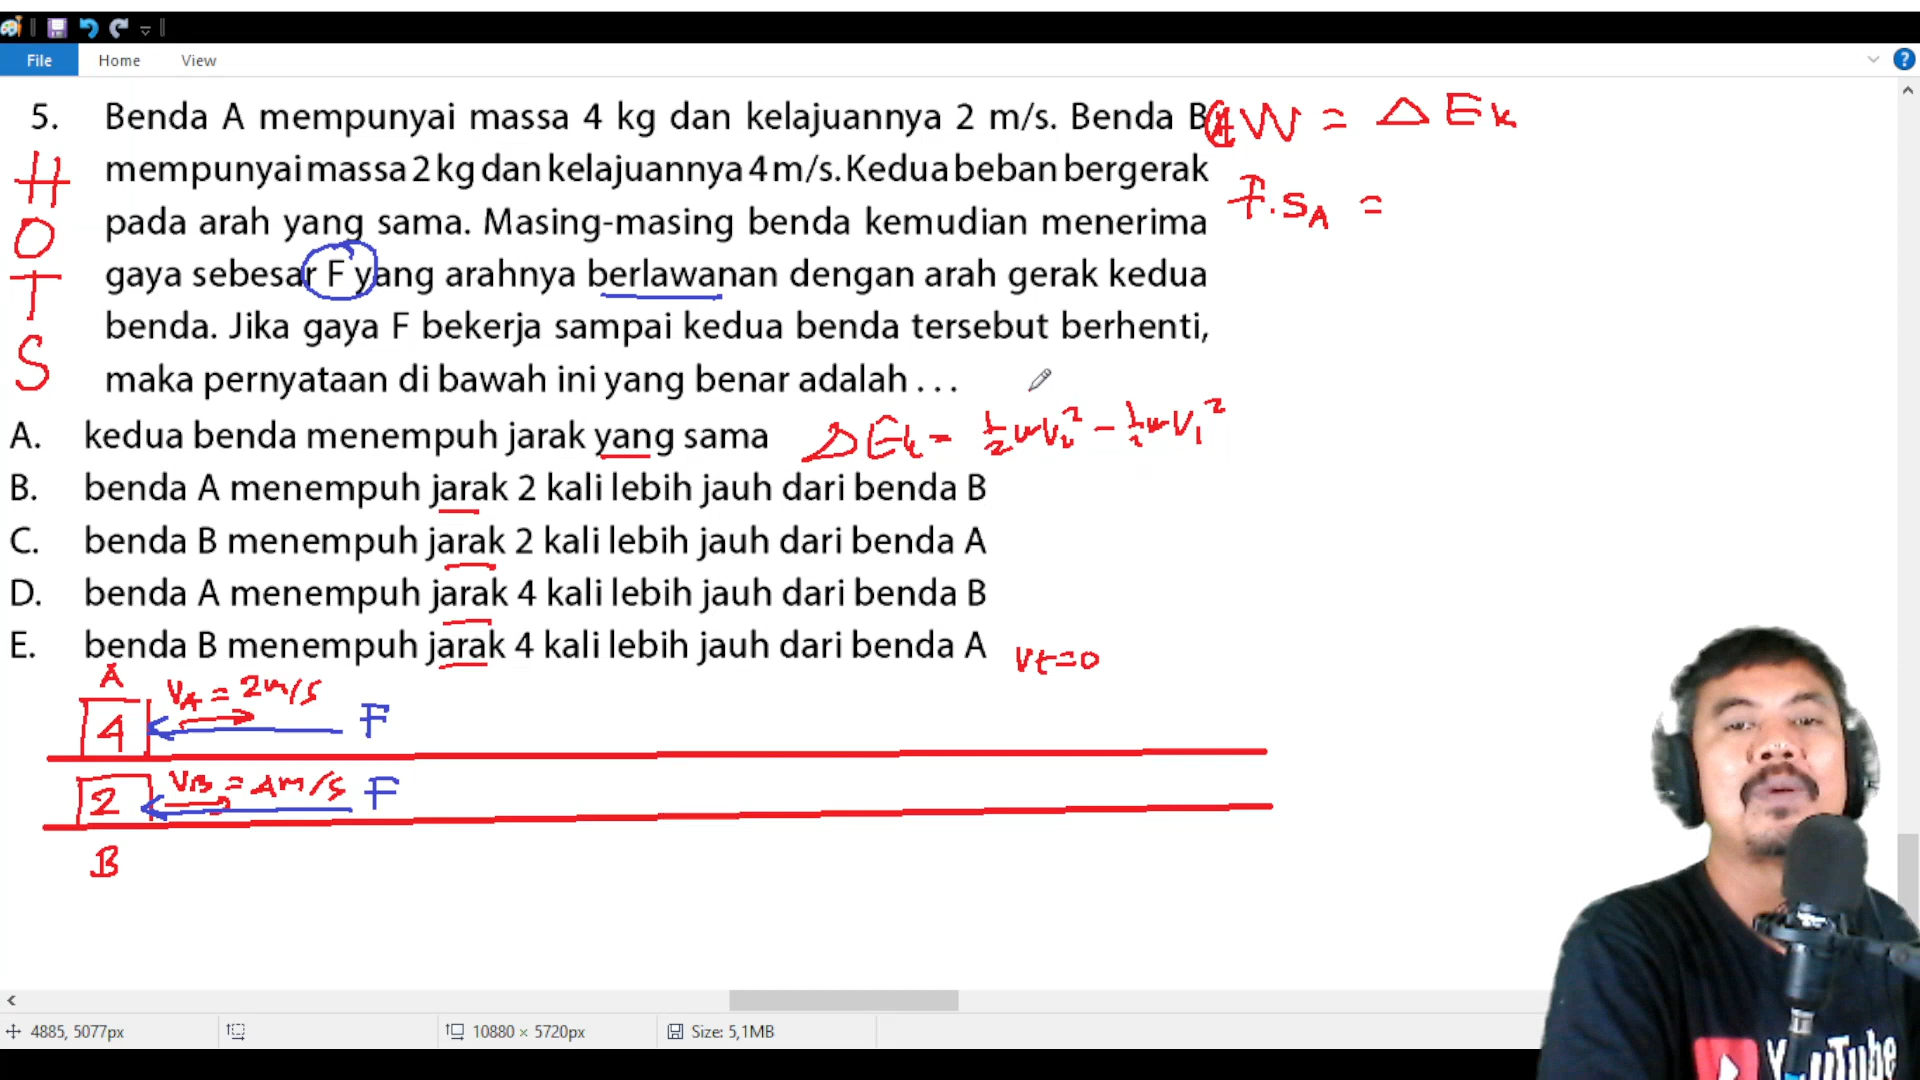 File Home View
5. Benda A mempunyai massa 4 kg dan kelajuannya 2 m/s. Benda B
mempunyai massa 2 kg dan kelajuannya 4 m/s. Kedua beban bergerak
pada arah yang sama. Masing-masing benda kemudian menerima
gaya sebesar F yang arahnya berlawanan dengan arah gerak kedua
benda. Jika gaya F bekerja sampai kedua benda tersebut berhenti,
maka pernyataan di bawah ini yang benar adalah . . .
H
O
T
S
W = Δ Ek
F. SA =
A. kedua benda menempuh jarak yang sama
ΔEk = ½ m V₂² – ½ m V₁²
B. benda A menempuh jarak 2 kali lebih jauh dari benda B
C. benda B menempuh jarak 2 kali lebih jauh dari benda A
D. benda A menempuh jarak 4 kali lebih jauh dari benda B
E. benda B menempuh jarak 4 kali lebih jauh dari benda A
Vt=0
A
4 VA = 2m/s F
2 VB = 4m/s F
B
YouTube
4885, 5077px 10880 × 5720px Size: 5,1MB